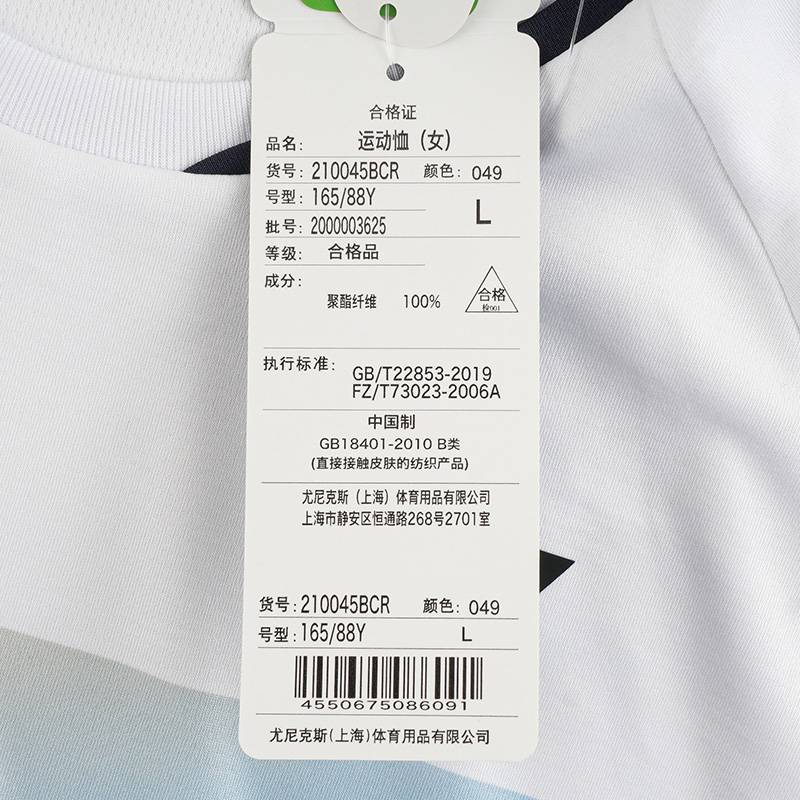 合格证
品名: 运动恤（女）
货号: 210045BCR 颜色: 049
号型: 165/88Y
L
批号: 2000003625
等级: 合格品
成分:
合格
检001
聚酯纤维 100%
执行标准:
GB/T22853-2019
FZ/T73023-2006A
中国制
GB18401-2010 B类
(直接接触皮肤的纺织产品)
尤尼克斯（上海）体育用品有限公司
上海市静安区恒通路268号2701室
货号: 210045BCR 颜色: 049
号型: 165/88Y L
4550675086091
尤尼克斯(上海)体育用品有限公司